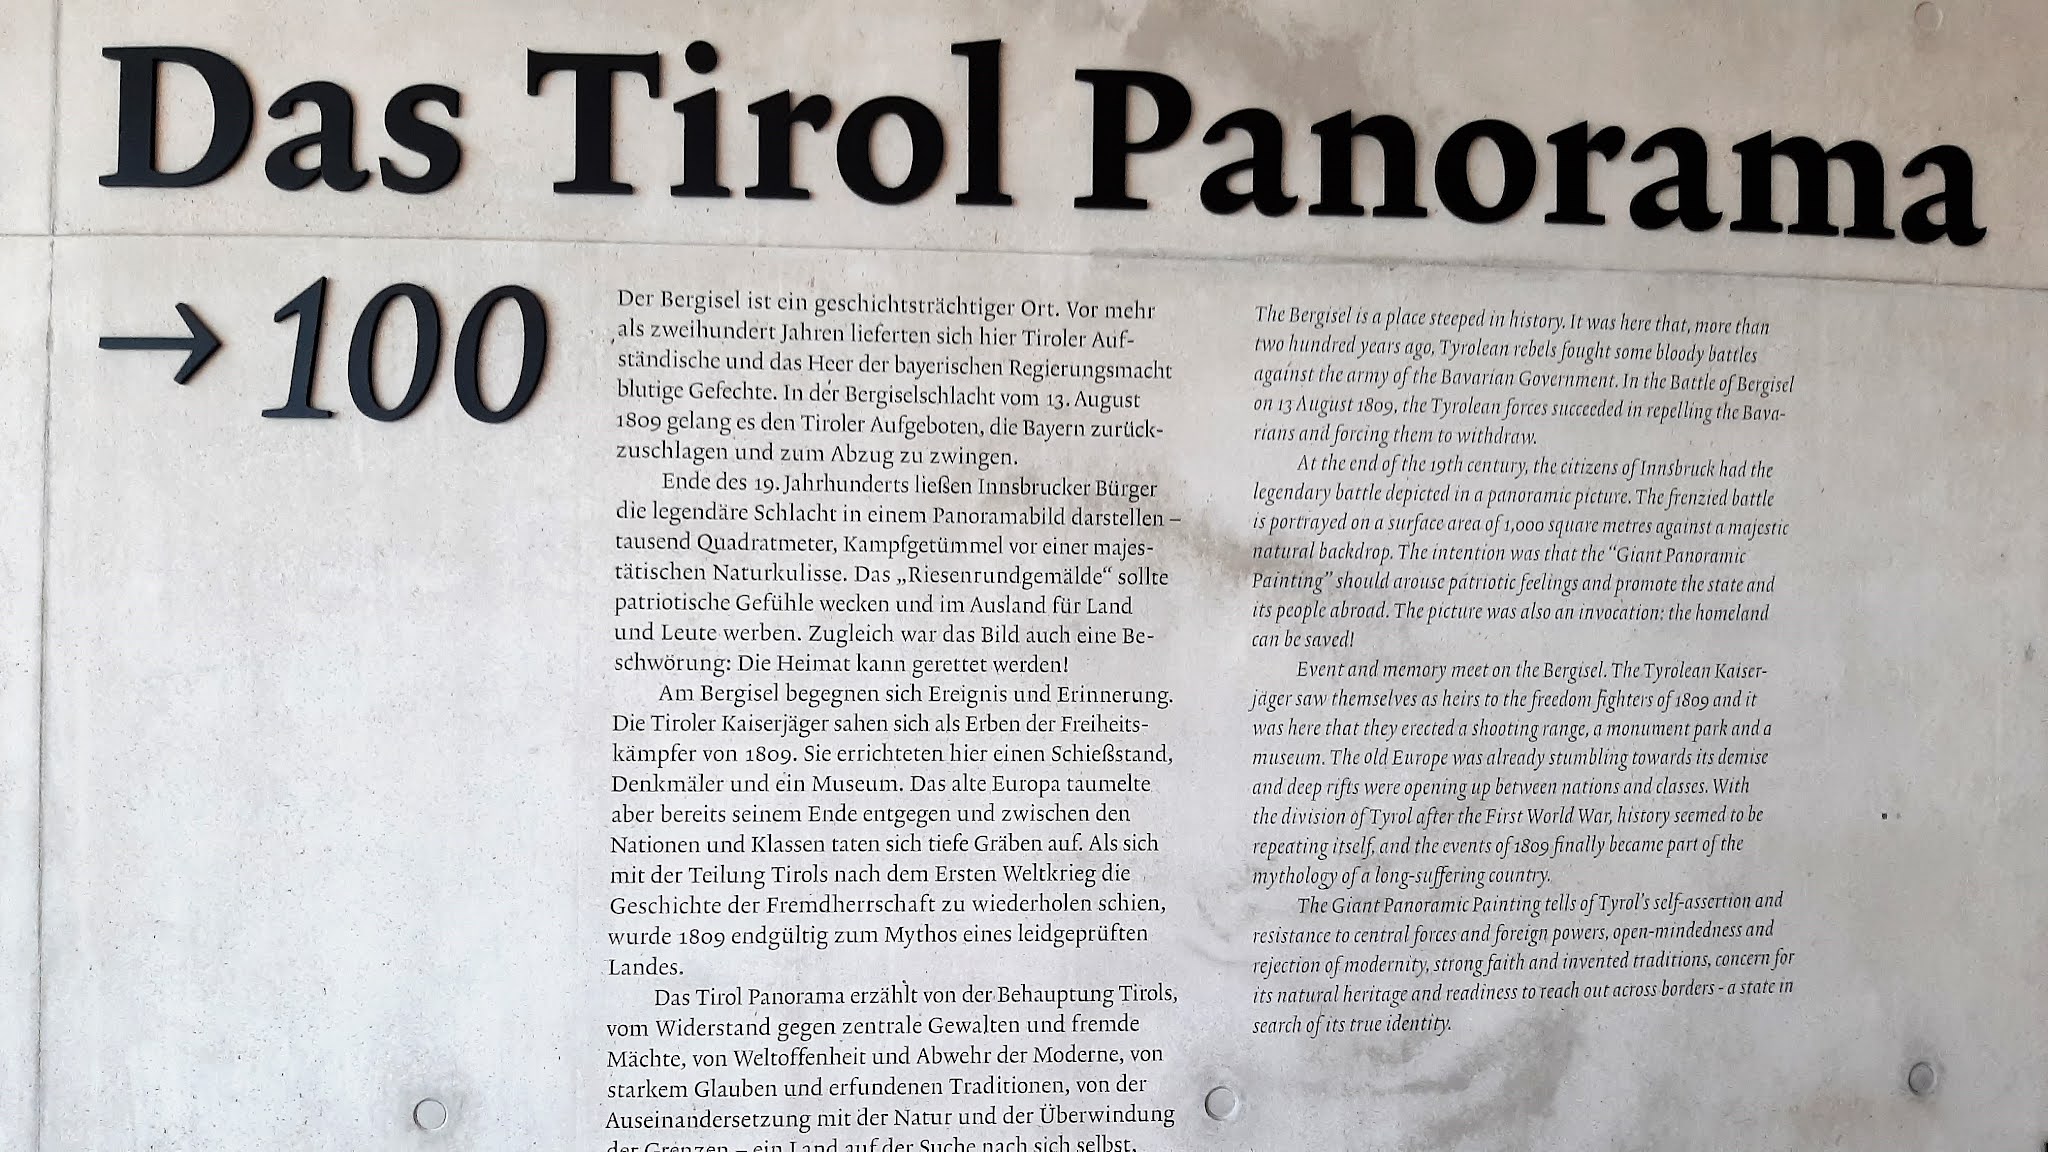 Das Tirol Panorama
→ 100
Der Bergisel ist ein geschichtsträchtiger Ort. Vor mehr
als zweihundert Jahren lieferten sich hier Tiroler Auf-
ständische und das Heer der bayerischen Regierungsmacht
blutige Gefechte. In der Bergiselschlacht vom 13. August
1809 gelang es den Tiroler Aufgeboten, die Bayern zurück-
zuschlagen und zum Abzug zu zwingen.
Ende des 19. Jahrhunderts ließen Innsbrucker Bürger
die legendäre Schlacht in einem Panoramabild darstellen –
tausend Quadratmeter, Kampfgetümmel vor einer majes-
tätischen Naturkulisse. Das „Riesenrundgemälde“ sollte
patriotische Gefühle wecken und im Ausland für Land
und Leute werben. Zugleich war das Bild auch eine Be-
schwörung: Die Heimat kann gerettet werden!
Am Bergisel begegnen sich Ereignis und Erinnerung.
Die Tiroler Kaiserjäger sahen sich als Erben der Freiheits-
kämpfer von 1809. Sie errichteten hier einen Schießstand,
Denkmäler und ein Museum. Das alte Europa taumelte
aber bereits seinem Ende entgegen und zwischen den
Nationen und Klassen taten sich tiefe Gräben auf. Als sich
mit der Teilung Tirols nach dem Ersten Weltkrieg die
Geschichte der Fremdherrschaft zu wiederholen schien,
wurde 1809 endgültig zum Mythos eines leidgeprüften
Landes.
Das Tirol Panorama erzählt von der Behauptung Tirols,
vom Widerstand gegen zentrale Gewalten und fremde
Mächte, von Weltoffenheit und Abwehr der Moderne, von
starkem Glauben und erfundenen Traditionen, von der
Auseinandersetzung mit der Natur und der Überwindung
der Grenzen – ein Land auf der Suche nach sich selbst.
The Bergisel is a place steeped in history. It was here that, more than
two hundred years ago, Tyrolean rebels fought some bloody battles
against the army of the Bavarian Government. In the Battle of Bergisel
on 13 August 1809, the Tyrolean forces succeeded in repelling the Bava-
rians and forcing them to withdraw.
At the end of the 19th century, the citizens of Innsbruck had the
legendary battle depicted in a panoramic picture. The frenzied battle
is portrayed on a surface area of 1,000 square metres against a majestic
natural backdrop. The intention was that the “Giant Panoramic
Painting” should arouse patriotic feelings and promote the state and
its people abroad. The picture was also an invocation: the homeland
can be saved!
Event and memory meet on the Bergisel. The Tyrolean Kaiser-
jäger saw themselves as heirs to the freedom fighters of 1809 and it
was here that they erected a shooting range, a monument park and a
museum. The old Europe was already stumbling towards its demise
and deep rifts were opening up between nations and classes. With
the division of Tyrol after the First World War, history seemed to be
repeating itself, and the events of 1809 finally became part of the
mythology of a long-suffering country.
The Giant Panoramic Painting tells of Tyrol's self-assertion and
resistance to central forces and foreign powers, open-mindedness and
rejection of modernity, strong faith and invented traditions, concern for
its natural heritage and readiness to reach out across borders - a state in
search of its true identity.